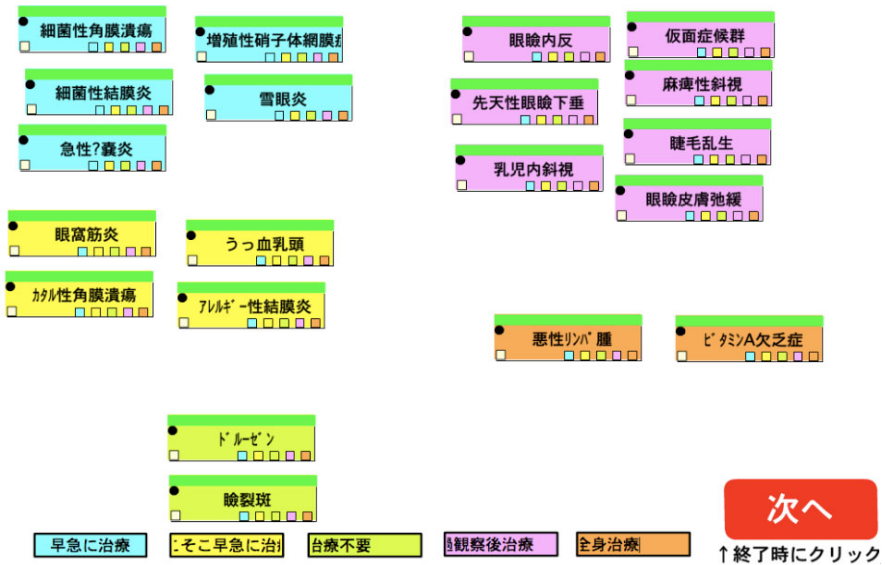 細菌性角膜潰瘍
増殖性硝子体網膜
細菌性結膜炎
雪眼炎
急性?嚢炎
眼瞼内反
仮面症候群
先天性眼瞼下垂
麻痺性斜視
乳児内斜視
睫毛乱生
眼瞼皮膚弛緩
眼窩筋炎
うっ血乳頭
カタル性角膜潰瘍
アレルギー性結膜炎
悪性リンパ腫
ビタミンA欠乏症
ドルーゼン
瞼裂斑
次へ
早急に治療
こそこ早急に治
治療不要
観察後治療
全身治療
↑終了時にクリック